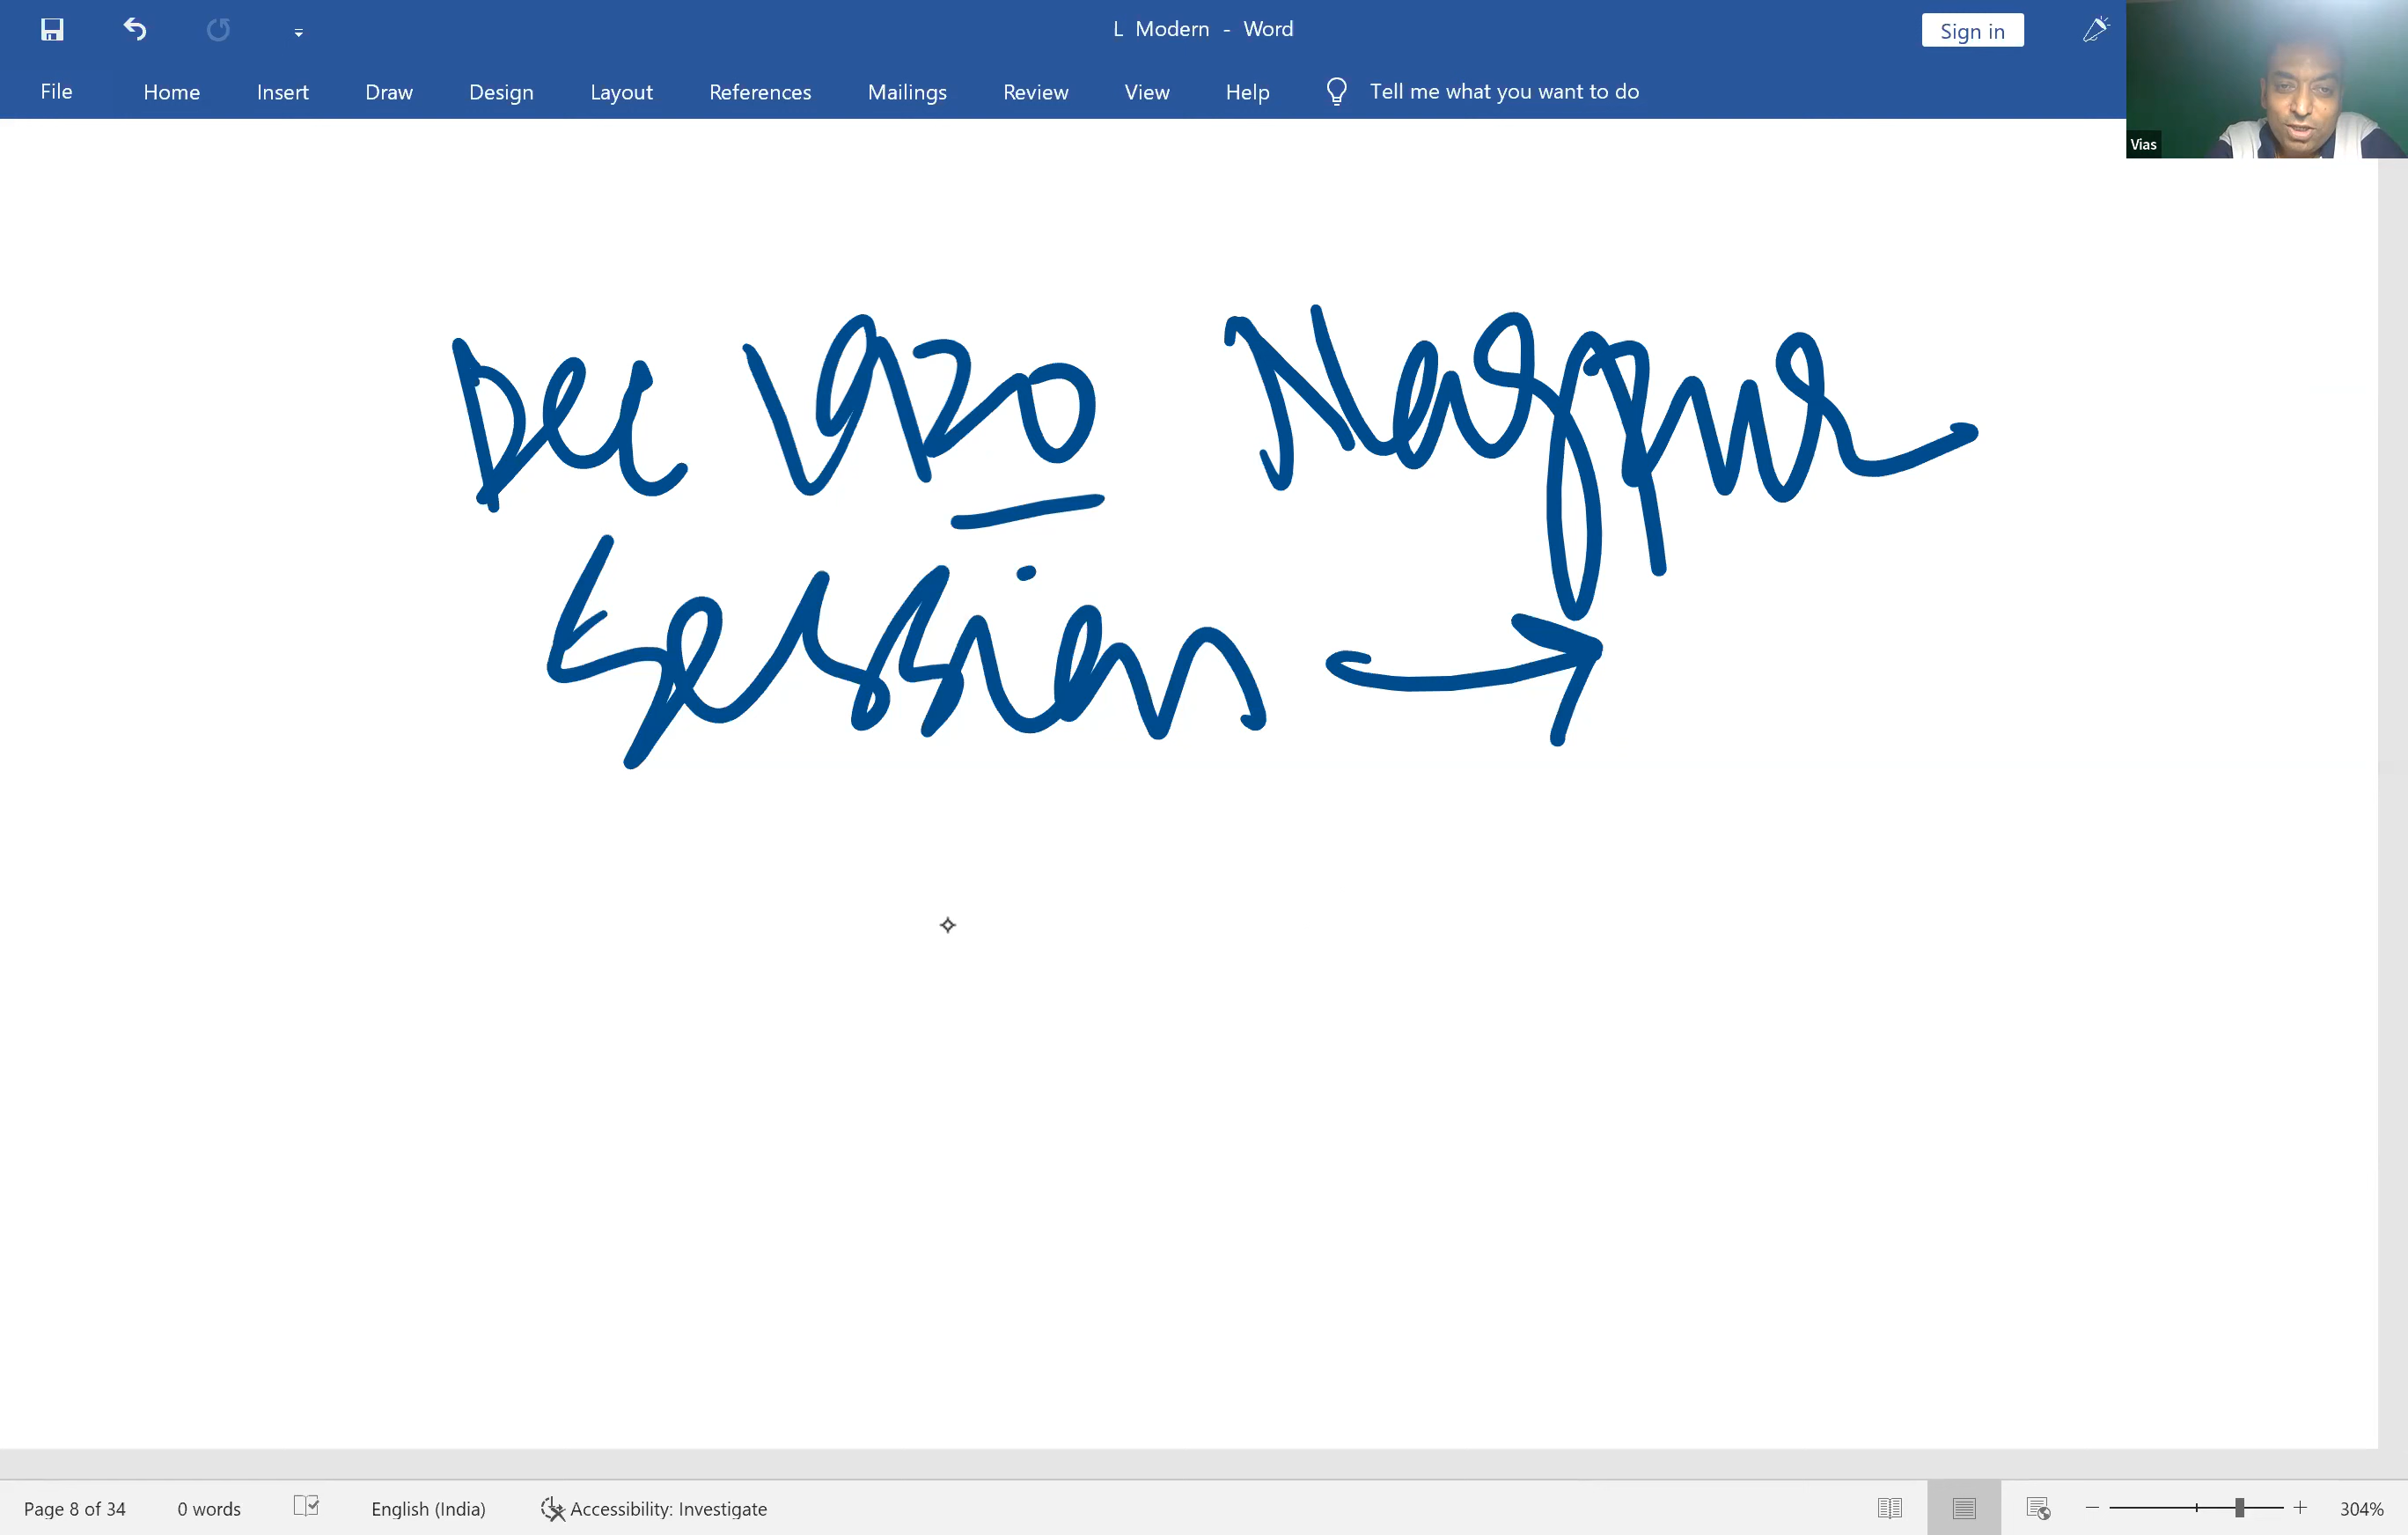 L Modern - Word
Sign in
File Home Insert Draw Design Layout References Mailings Review View Help Tell me what you want to do
Vias
Dec 1920 Nagpur
Session →
Page 8 of 34 0 words English (India) Accessibility: Investigate 304%